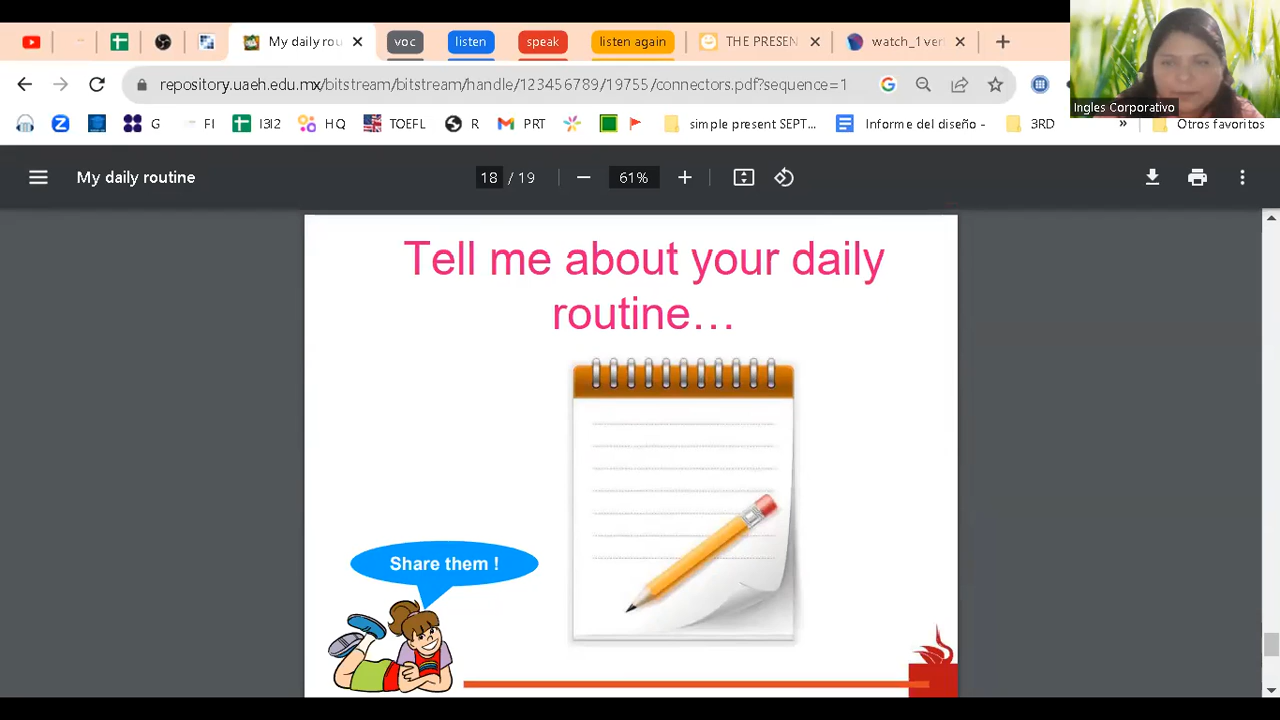 My daily rou
voc
listen
speak
listen again
THE PRESEN
watch_1 veri
repository.uaeh.edu.mx/bitstream/bitstream/handle/123456789/19755/connectors.pdf?sequence=1
G
FI
I3I2
HQ
TOEFL
R
PRT
simple present SEPT...
Informe del diseño -
3RD
»
Otros favoritos
Ingles Corporativo
My daily routine
18 / 19
61%
Tell me about your daily
routine…
Share them !